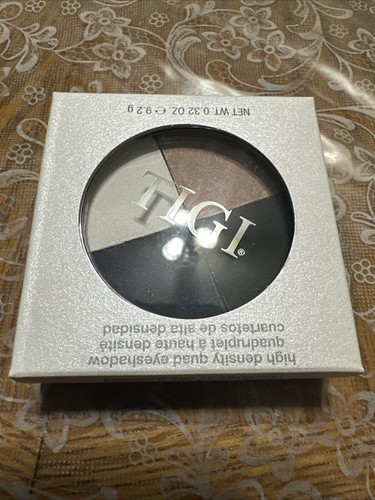 high density quad eyeshadow
quadruplet à haute densité
cuartetos de alta densidad
TIGI®
NET WT. 0.32 OZ. ℮ 9.2 g